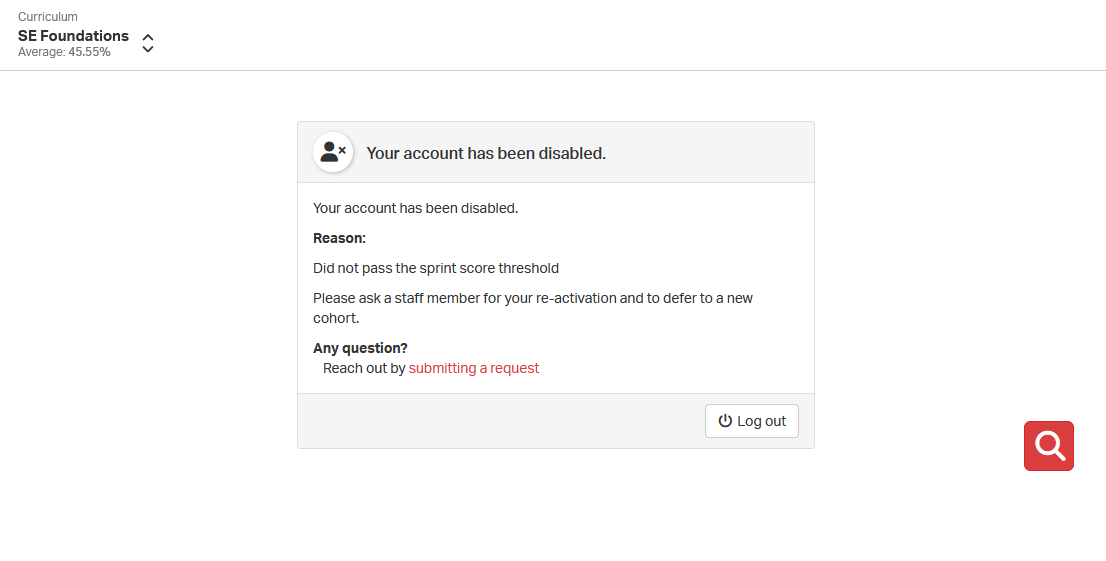 Curriculum
SE Foundations
Average: 45.55%
Your account has been disabled.
Your account has been disabled.
Reason:
Did not pass the sprint score threshold
Please ask a staff member for your re-activation and to defer to a new
cohort.
Any question?
Reach out by submitting a request
Log out